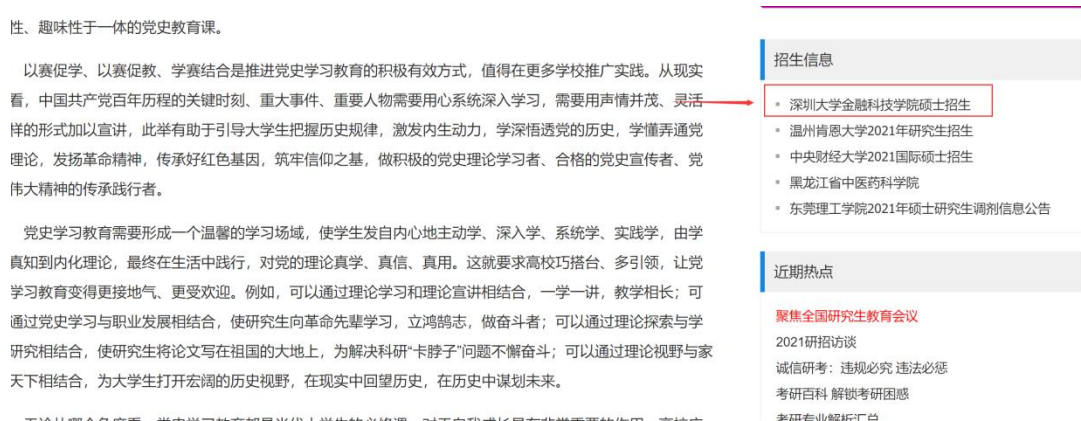 性、趣味性于一体的党史教育课。
以赛促学、以赛促教、学赛结合是推进党史学习教育的积极有效方式，值得在更多学校推广实践。从现实
看，中国共产党百年历程的关键时刻、重大事件、重要人物需要用心系统深入学习，需要用声情并茂、灵活
样的形式加以宣讲，此举有助于引导大学生把握历史规律，激发内生动力，学深悟透党的历史，学懂弄通党
理论，发扬革命精神，传承好红色基因，筑牢信仰之基，做积极的党史理论学习者、合格的党史宣传者、党
伟大精神的传承践行者。
党史学习教育需要形成一个温馨的学习场域，使学生发自内心地主动学、深入学、系统学、实践学，由学
真知到内化理论，最终在生活中践行，对党的理论真学、真信、真用。这就要求高校巧搭台、多引领，让党
学习教育变得更接地气、更受欢迎。例如，可以通过理论学习和理论宣讲相结合，一学一讲，教学相长；可
通过党史学习与职业发展相结合，使研究生向革命先辈学习，立鸿鹄志，做奋斗者；可以通过理论探索与学
研究相结合，使研究生将论文写在祖国的大地上，为解决科研“卡脖子”问题不懈奋斗；可以通过理论视野与家
天下相结合，为大学生打开宏阔的历史视野，在现实中回望历史，在历史中谋划未来。
招生信息
深圳大学金融科技学院硕士招生
温州肯恩大学2021年研究生招生
中央财经大学2021国际硕士招生
黑龙江省中医药科学院
东莞理工学院2021年硕士研究生调剂信息公告
近期热点
聚焦全国研究生教育会议
2021研招访谈
诚信研考：违规必究 违法必惩
考研百科 解锁考研困惑
考研专业解析汇总